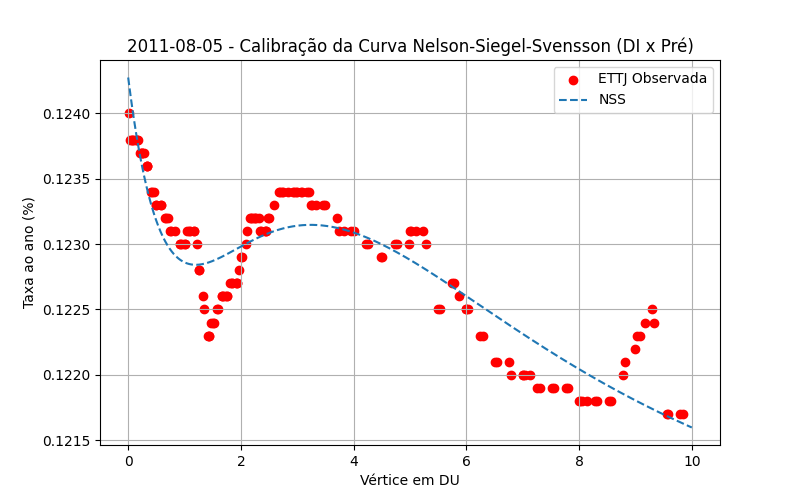 2011-08-05 - Calibração da Curva Nelson-Siegel-Svensson (DI x Pré)
ETTJ Observada
NSS
Taxa ao ano (%)
0.1240
0.1235
0.1230
0.1225
0.1220
0.1215
0 2 4 6 8 10
Vértice em DU